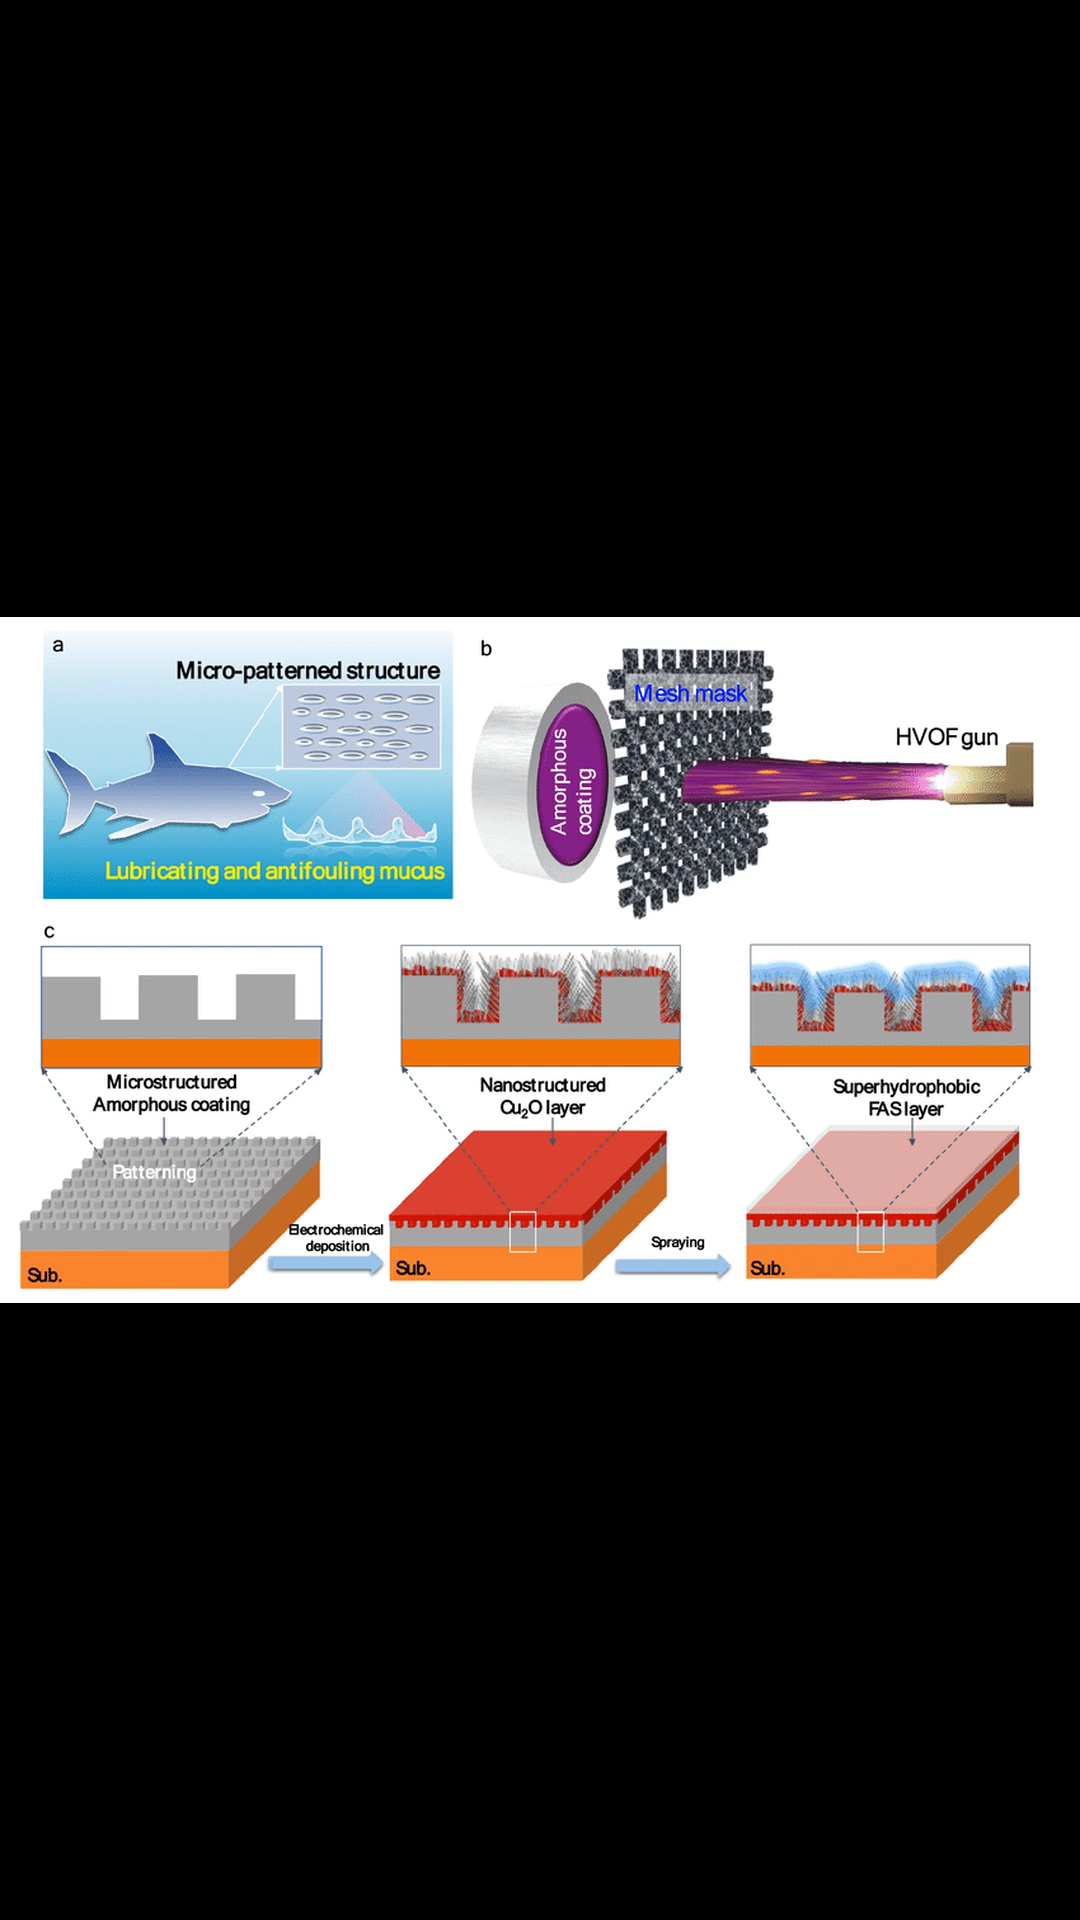 a
Micro-patterned structure
Lubricating and antifouling mucus
b
Mesh mask
HVOF gun
Amorphous
coating
c
Microstructured
Amorphous coating
Patterning
Sub.
Electrochemical
deposition
Nanostructured
Cu₂O layer
Sub.
Spraying
Superhydrophobic
FAS layer
Sub.